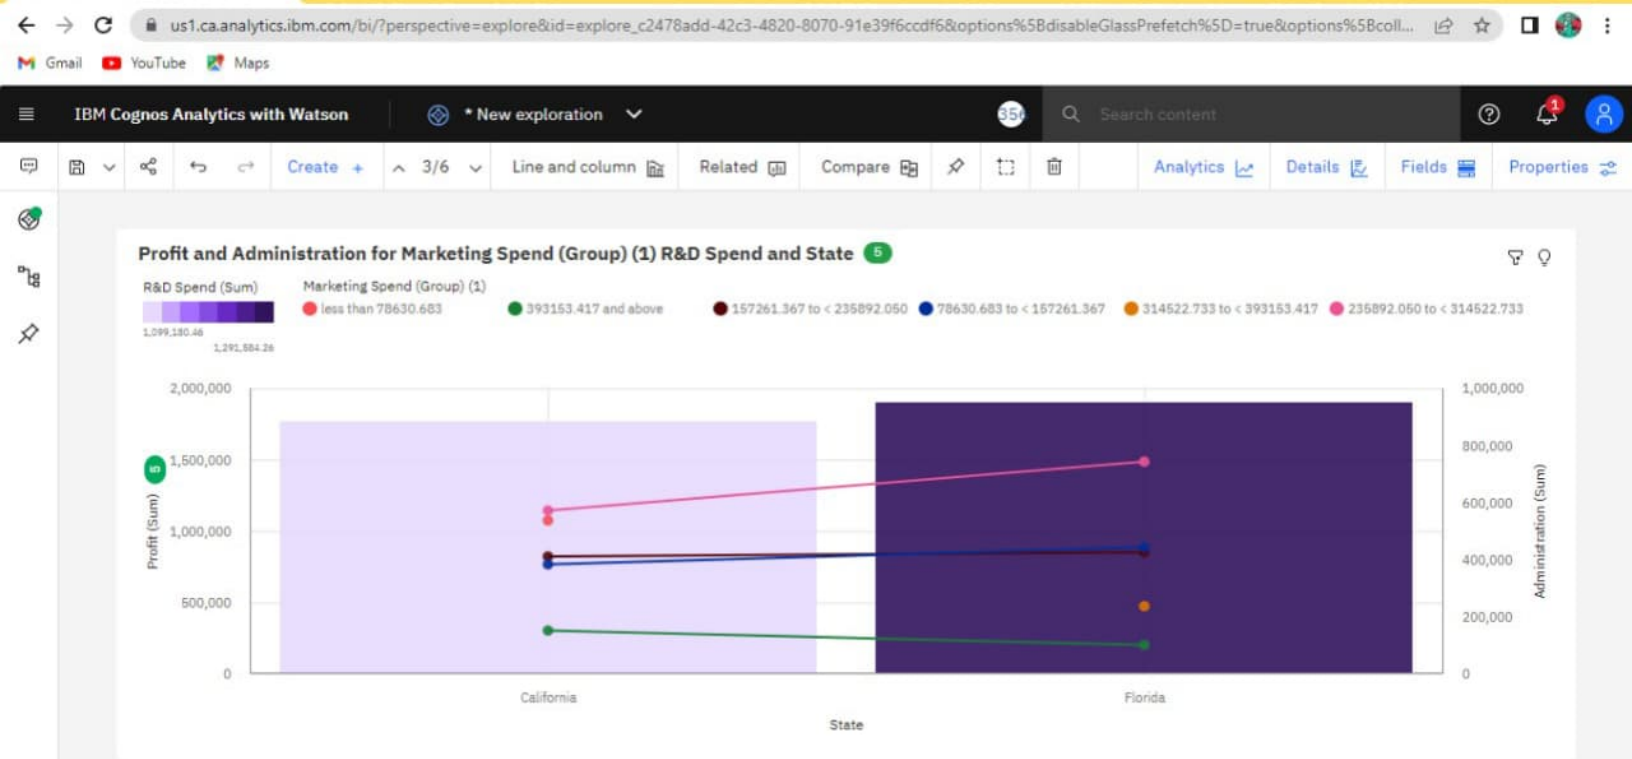 us1.ca.analytics.ibm.com/bi/?perspective=explore&id=explore_c2478add-42c3-4820-8070-91e39f6ccdf6&options%5BdisableGlassPrefetch%5D=true&options%5Bcoll...
Gmail YouTube Maps
IBM Cognos Analytics with Watson * New exploration Search content 1
Create + 3/6 Line and column Related Compare Analytics Details Fields Properties
Profit and Administration for Marketing Spend (Group) (1) R&D Spend and State 5
R&D Spend (Sum) Marketing Spend (Group) (1)
less than 78630.683 393153.417 and above 157261.367 to < 235892.050 78630.683 to < 157261.367 314522.733 to < 393153.417 235892.050 to < 314522.733
1,099,180.46
1,291,584.26
2,000,000 1,000,000
1,500,000 800,000
5
Profit (Sum)
1,000,000 600,000
Administration (Sum)
500,000 400,000
200,000
0 0
California Florida
State